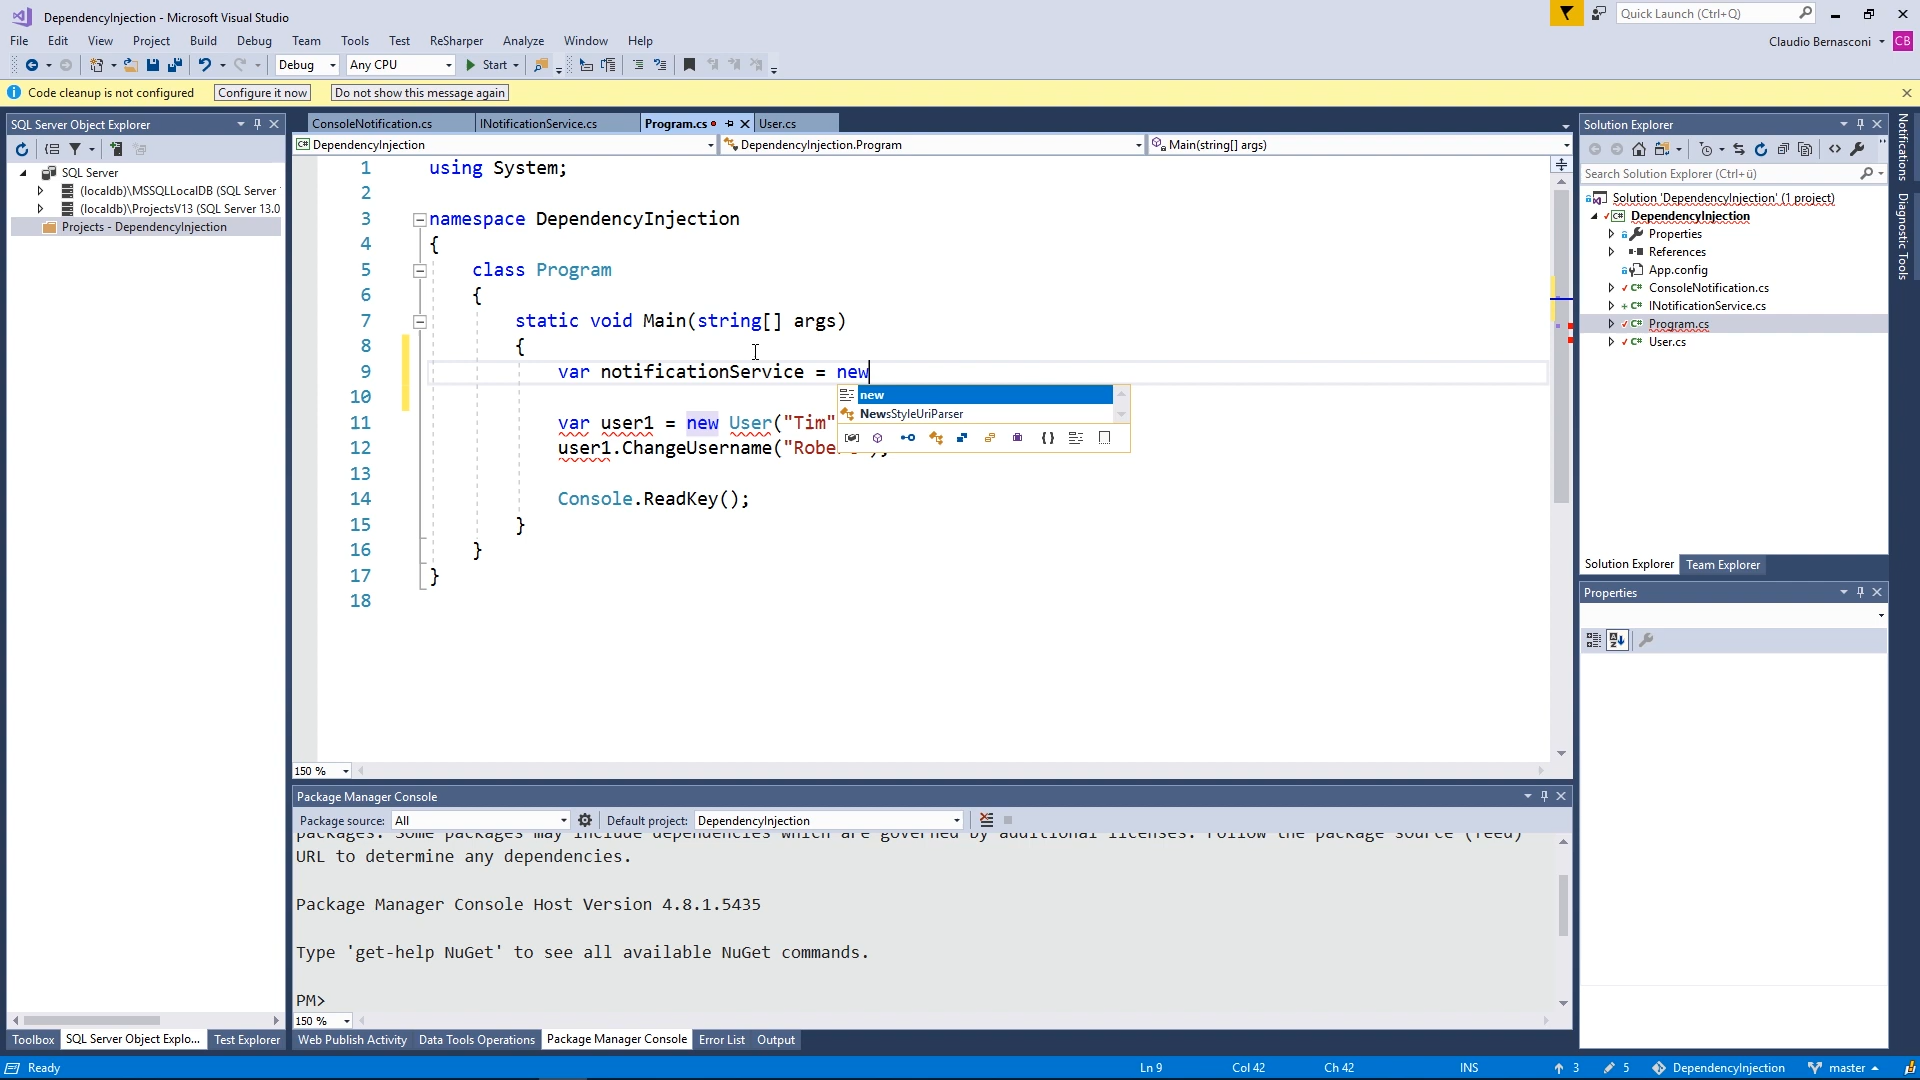 DependencyInjection - Microsoft Visual Studio
Quick Launch (Ctrl+Q)
File Edit View Project Build Debug Team Tools Test ReSharper Analyze Window Help
Claudio Bernasconi CB
Debug Any CPU Start
Code cleanup is not configured Configure it now Do not show this message again
SQL Server Object Explorer
SQL Server
(localdb)\MSSQLLocalDB (SQL Server
(localdb)\ProjectsV13 (SQL Server 13.0
Projects - DependencyInjection
Toolbox SQL Server Object Explo... Test Explorer
ConsoleNotification.cs INotificationService.cs Program.cs User.cs
DependencyInjection DependencyInjection.Program Main(string[] args)
1 using System;
2
3 namespace DependencyInjection
4 {
5 class Program
6 {
7 static void Main(string[] args)
8 {
9 var notificationService = new
10
11 var user1 = new User("Tim"
12 user1.ChangeUsername("Robe
13
14 Console.ReadKey();
15 }
16 }
17 }
18
new
NewsStyleUriParser
150 %
Package Manager Console
Package source: All Default project: DependencyInjection
packages. Some packages may include dependencies which are governed by additional licenses. Follow the package source (feed)
URL to determine any dependencies.
Package Manager Console Host Version 4.8.1.5435
Type 'get-help NuGet' to see all available NuGet commands.
PM>
150 %
Web Publish Activity Data Tools Operations Package Manager Console Error List Output
Solution Explorer
Search Solution Explorer (Ctrl+ü)
Solution 'DependencyInjection' (1 project)
DependencyInjection
Properties
References
App.config
ConsoleNotification.cs
INotificationService.cs
Program.cs
User.cs
Solution Explorer Team Explorer
Properties
Notifications
Diagnostic Tools
Ready Ln 9 Col 42 Ch 42 INS 3 5 DependencyInjection master